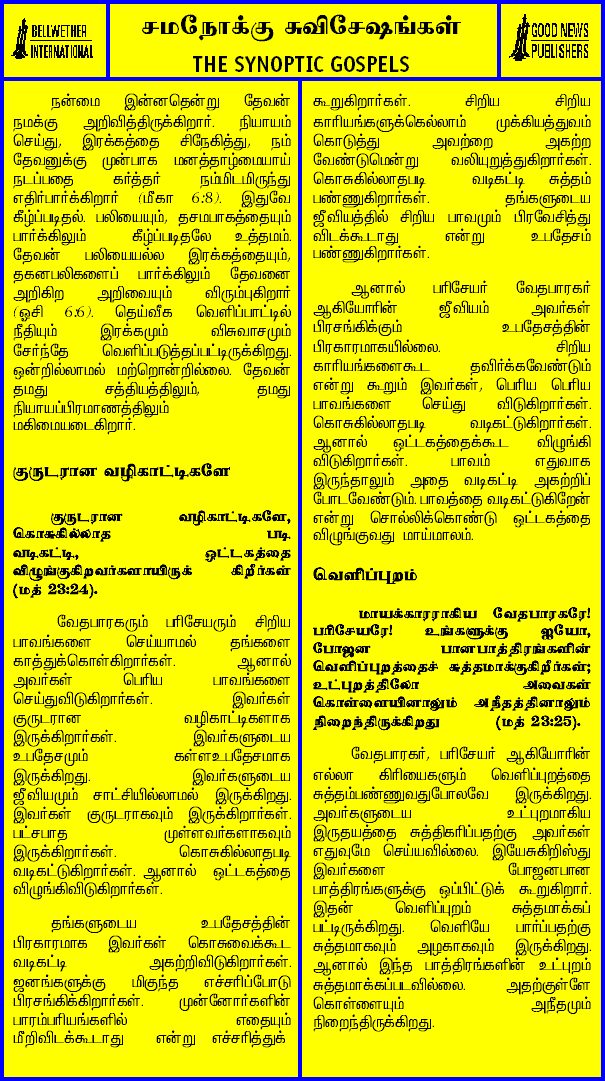 BELLWETHER
INTERNATIONAL
சமநோக்கு சுவிசேஷங்கள்
THE SYNOPTIC GOSPELS
GOOD NEWS
PUBLISHERS
நன்மை இன்னதென்று தேவன்
நமக்கு அறிவித்திருக்கிறார். நியாயம்
செய்து, இரக்கத்தை சிநேகித்து, நம்
தேவனுக்கு முன்பாக மனத்தாழ்மையாய்
நடப்பதை கர்த்தர் நம்மிடமிருந்து
எதிர்பார்க்கிறார் (மீகா 6:8). இதுவே
கீழ்ப்படிதல். பலியையும், தசமபாகத்தையும்
பார்க்கிலும் கீழ்ப்படிதலே உத்தமம்.
தேவன் பலியையல்ல இரக்கத்தையும்,
தகனபலிகளைப் பார்க்கிலும் தேவனை
அறிகிற அறிவையும் விரும்புகிறார்
(ஓசி 6:6). தெய்வீக வெளிப்பாட்டில்
நீதியும் இரக்கமும் விசுவாசமும்
சேர்ந்தே வெளிப்படுத்தப்பட்டிருக்கிறது.
ஒன்றில்லாமல் மற்றொன்றில்லை. தேவன்
தமது சத்தியத்திலும், தமது
நியாயப்பிரமாணத்திலும்
மகிமையடைகிறார்.
குருடரான வழிகாட்டிகளே
குருடரான வழிகாட்டிகளே,
கொசுகில்லாத படி
வடிகட்டி, ஒட்டகத்தை
விழுங்குகிறவர்களாயிருக் கிறீர்கள்
(மத் 23:24).
வேதபாரகரும் பரிசேயரும் சிறிய
பாவங்களை செய்யாமல் தங்களை
காத்துக்கொள்கிறார்கள். ஆனால்
அவர்கள் பெரிய பாவங்களை
செய்துவிடுகிறார்கள். இவர்கள்
குருடரான வழிகாட்டிகளாக
இருக்கிறார்கள். இவர்களுடைய
உபதேசமும் கள்ளஉபதேசமாக
இருக்கிறது. இவர்களுடைய
ஜீவியமும் சாட்சியில்லாமல் இருக்கிறது.
இவர்கள் குருடராகவும் இருக்கிறார்கள்.
பட்சபாத முள்ளவர்களாகவும்
இருக்கிறார்கள். கொசுகில்லாதபடி
வடிகட்டுகிறார்கள். ஆனால் ஒட்டகத்தை
விழுங்கிவிடுகிறார்கள்.
தங்களுடைய உபதேசத்தின்
பிரகாரமாக இவர்கள் கொசுவைக்கூட
வடிகட்டி அகற்றிவிடுகிறார்கள்.
ஜனங்களுக்கு மிகுந்த எச்சரிப்போடு
பிரசங்கிக்கிறார்கள். முன்னோர்களின்
பாரம்பரியங்களில் எதையும்
மீறிவிடக்கூடாது என்று எச்சரித்துக்
கூறுகிறார்கள். சிறிய சிறிய
காரியங்களுக்கெல்லாம் முக்கியத்துவம்
கொடுத்து அவற்றை அகற்ற
வேண்டுமென்று வலியுறுத்துகிறார்கள்.
கொசுகில்லாதபடி வடிகட்டி சுத்தம்
பண்ணுகிறார்கள். தங்களுடைய
ஜீவியத்தில் சிறிய பாவமும் பிரவேசித்து
விடக்கூடாது என்று உபதேசம்
பண்ணுகிறார்கள்.
ஆனால் பரிசேயர் வேதபாரகர்
ஆகியோரின் ஜீவியம் அவர்கள்
பிரசங்கிக்கும் உபதேசத்தின்
பிரகாரமாகயில்லை. சிறிய
காரியங்களைகூட தவிர்க்கவேண்டும்
என்று கூறும் இவர்கள், பெரிய பெரிய
பாவங்களை செய்து விடுகிறார்கள்.
கொசுகில்லாதபடி வடிகட்டுகிறார்கள்.
ஆனால் ஒட்டகத்தைக்கூட விழுங்கி
விடுகிறார்கள். பாவம் எதுவாக
இருந்தாலும் அதை வடிகட்டி அகற்றிப்
போடவேண்டும். பாவத்தை வடிகட்டுகிறேன்
என்று சொல்லிக்கொண்டு ஒட்டகத்தை
விழுங்குவது மாய்மாலம்.
வெளிப்புறம்
மாயக்காரராகிய வேதபாரகரே!
பரிசேயரே! உங்களுக்கு ஐயோ,
போஜன பானபாத்திரங்களின்
வெளிப்புறத்தைச் சுத்தமாக்குகிறீர்கள்;
உட்புறத்திலோ அவைகள்
கொள்ளையினாலும் அநீதத்தினாலும்
நிறைந்திருக்கிறது (மத் 23:25).
வேதபாரகர், பரிசேயர் ஆகியோரின்
எல்லா கிரியைகளும் வெளிப்புறத்தை
சுத்தம்பண்ணுவதுபோலவே இருக்கிறது.
அவர்களுடைய உட்புறமாகிய
இருதயத்தை சுத்திகரிப்பதற்கு அவர்கள்
எதுவுமே செய்யவில்லை. இயேசுகிறிஸ்து
இவர்களை போஜனபான
பாத்திரங்களுக்கு ஒப்பிட்டுக் கூறுகிறார்.
இதன் வெளிப்புறம் சுத்தமாக்கப்
பட்டிருக்கிறது. வெளியே பார்ப்பதற்கு
சுத்தமாகவும் அழகாகவும் இருக்கிறது.
ஆனால் இந்த பாத்திரங்களின் உட்புறம்
சுத்தமாக்கப்படவில்லை. அதற்குள்ளே
கொள்ளையும் அநீதமும்
நிறைந்திருக்கிறது.